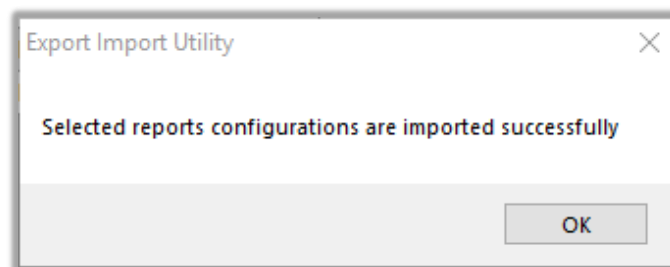 Export Import Utility
Selected reports configurations are imported successfully
OK